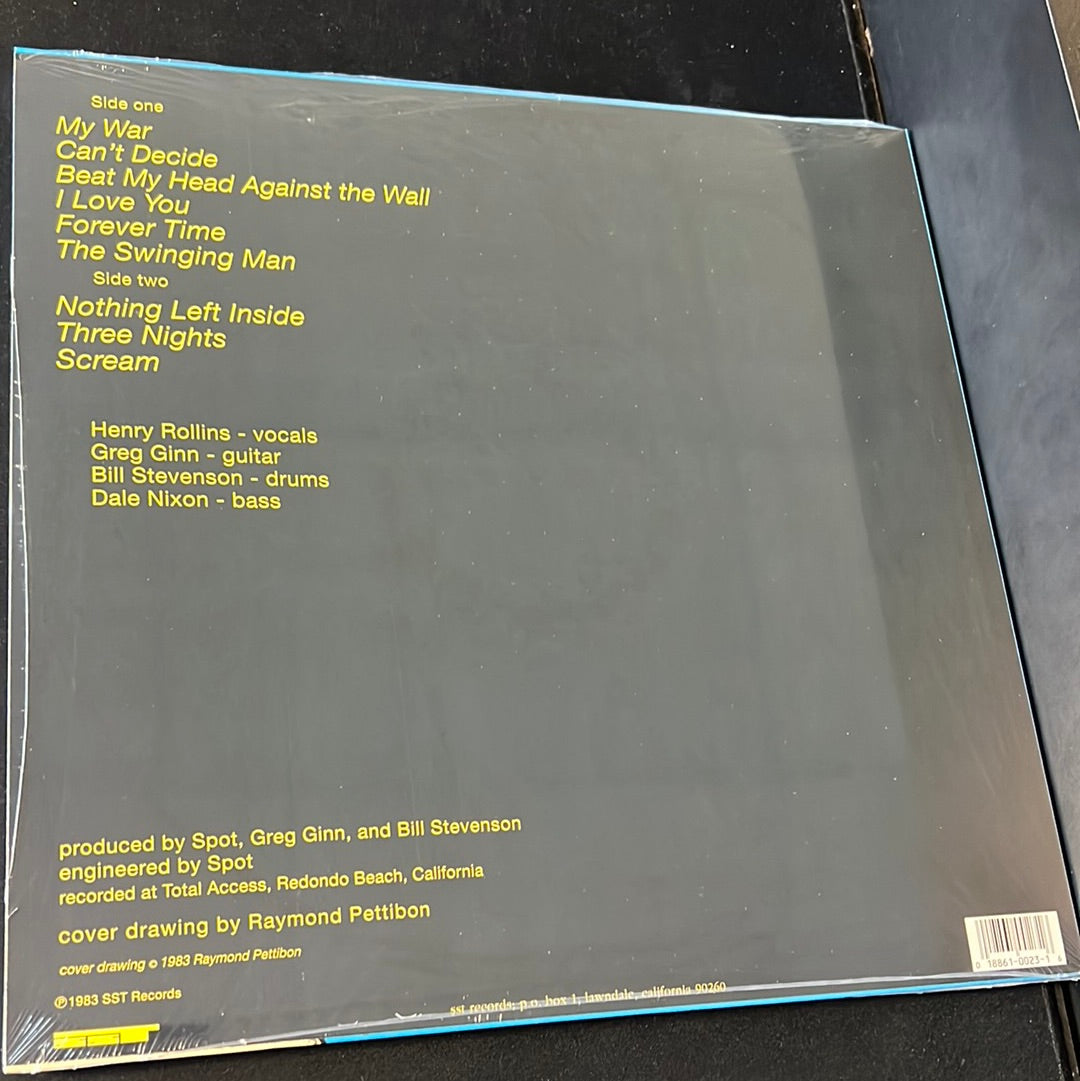 Side one
My War
Can't Decide
Beat My Head Against the Wall
I Love You
Forever Time
The Swinging Man
Side two
Nothing Left Inside
Three Nights
Scream
Henry Rollins - vocals
Greg Ginn - guitar
Bill Stevenson - drums
Dale Nixon - bass
produced by Spot, Greg Ginn, and Bill Stevenson
engineered by Spot
recorded at Total Access, Redondo Beach, California
cover drawing by Raymond Pettibon
cover drawing © 1983 Raymond Pettibon
℗1983 SST Records
sst records; p.o. box 1, lawndale, california 90260
0 18861-0023-1 6